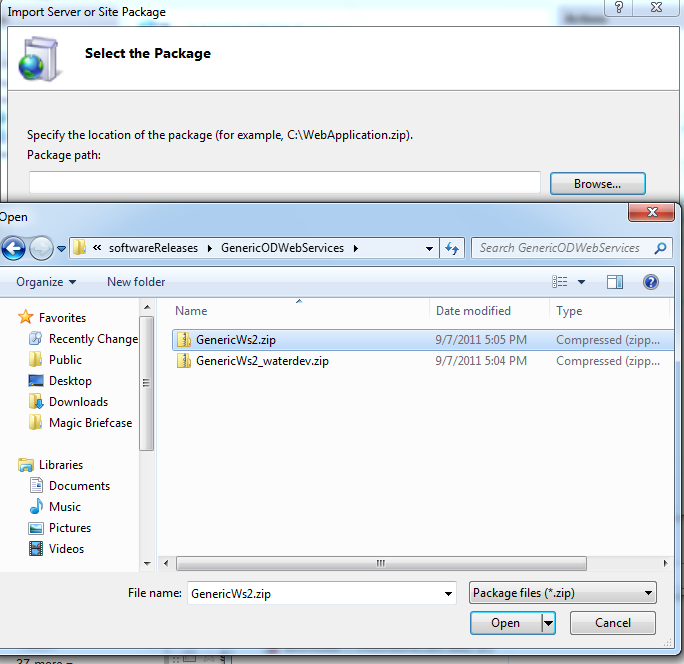 Import Server or Site Package
Select the Package
Specify the location of the package (for example, C:\WebApplication.zip).
Package path:
Browse...
Open
« softwareReleases GenericODWebServices
Search GenericODWebServices
Organize New folder
Name Date modified Type
Favorites
Recently Change
Public
Desktop
Downloads
Magic Briefcase
Libraries
Documents
Music
Pictures
Videos
GenericWs2.zip 9/7/2011 5:05 PM Compressed (zipp...
GenericWs2_waterdev.zip 9/7/2011 5:04 PM Compressed (zipp...
File name: GenericWs2.zip Package files (*.zip)
Open Cancel